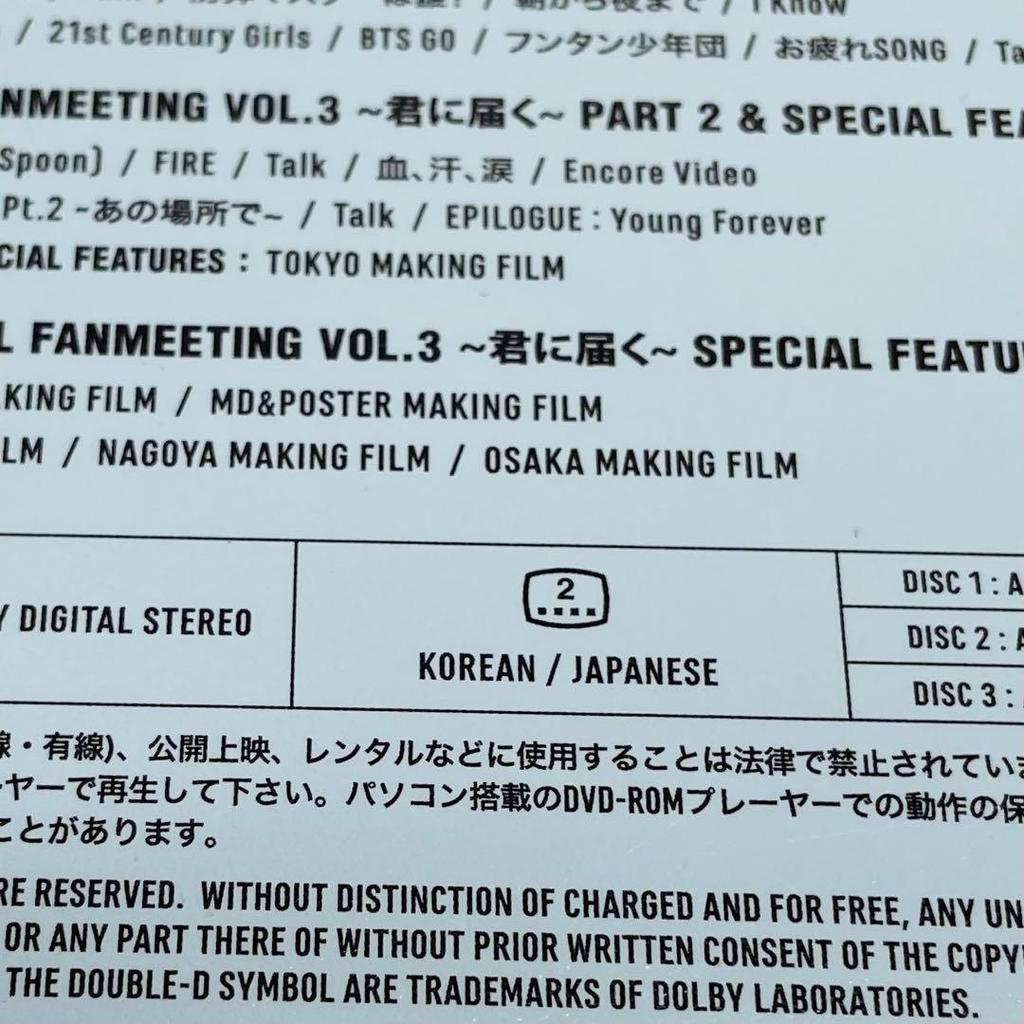 I Know
/ 21st Century Girls / BTS GO / フンタン少年団 / お疲れSONG / Ta
NMEETING VOL.3 ~君に届く~ PART 2 & SPECIAL FEA
Spoon) / FIRE / Talk / 血、汗、涙 / Encore Video
Pt.2 -あの場所で~ / Talk / EPILOGUE : Young Forever
CIAL FEATURES : TOKYO MAKING FILM
L FANMEETING VOL.3 ~君に届く~ SPECIAL FEATU
KING FILM / MD&POSTER MAKING FILM
LM / NAGOYA MAKING FILM / OSAKA MAKING FILM
Y DIGITAL STEREO
2
KOREAN / JAPANESE
DISC 1 : A
DISC 2 : A
DISC 3 :
線・有線)、公開上映、レンタルなどに使用することは法律で禁止されていま
ーヤーで再生して下さい。パソコン搭載のDVD-ROMプレーヤーでの動作の保
ことがあります。
RE RESERVED. WITHOUT DISTINCTION OF CHARGED AND FOR FREE, ANY UN
OR ANY PART THERE OF WITHOUT PRIOR WRITTEN CONSENT OF THE COPY
THE DOUBLE-D SYMBOL ARE TRADEMARKS OF DOLBY LABORATORIES.